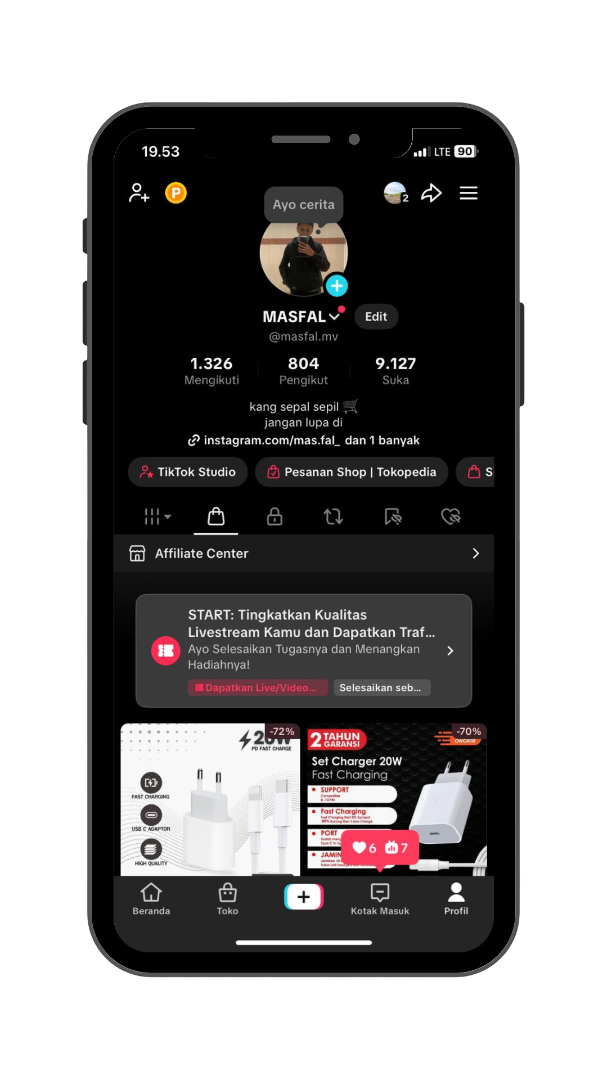 19.53
LTE 90
P
2
Ayo cerita
MASFAL
Edit
@masfal.mv
1.326
804
9.127
Mengikuti
Pengikut
Suka
kang sepal sepil
jangan lupa di
instagram.com/mas.fal_ dan 1 banyak
TikTok Studio
Pesanan Shop | Tokopedia
S
Affiliate Center
START: Tingkatkan Kualitas
Livestream Kamu dan Dapatkan Traf...
Ayo Selesaikan Tugasnya dan Menangkan
Hadiahnya!
Dapatkan Live/Video...
Selesaikan seb...
-72%
20W
PD FAST CHARGE
FAST CHARGING
USB C ADAPTOR
HIGH QUALITY
-70%
2 TAHUN
GARANSI
ONGKIR
Set Charger 20W
Fast Charging
SUPPORT
Fast Charging
PORT
JAMIN
6
7
Beranda
Toko
Kotak Masuk
Profil